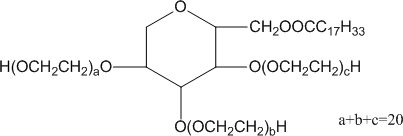 O
CH₂OOCC₁₇H₃₃
H(OCH₂CH₂)ₐO
O(OCH₂CH₂)cH
O(OCH₂CH₂)bH
a+b+c=20